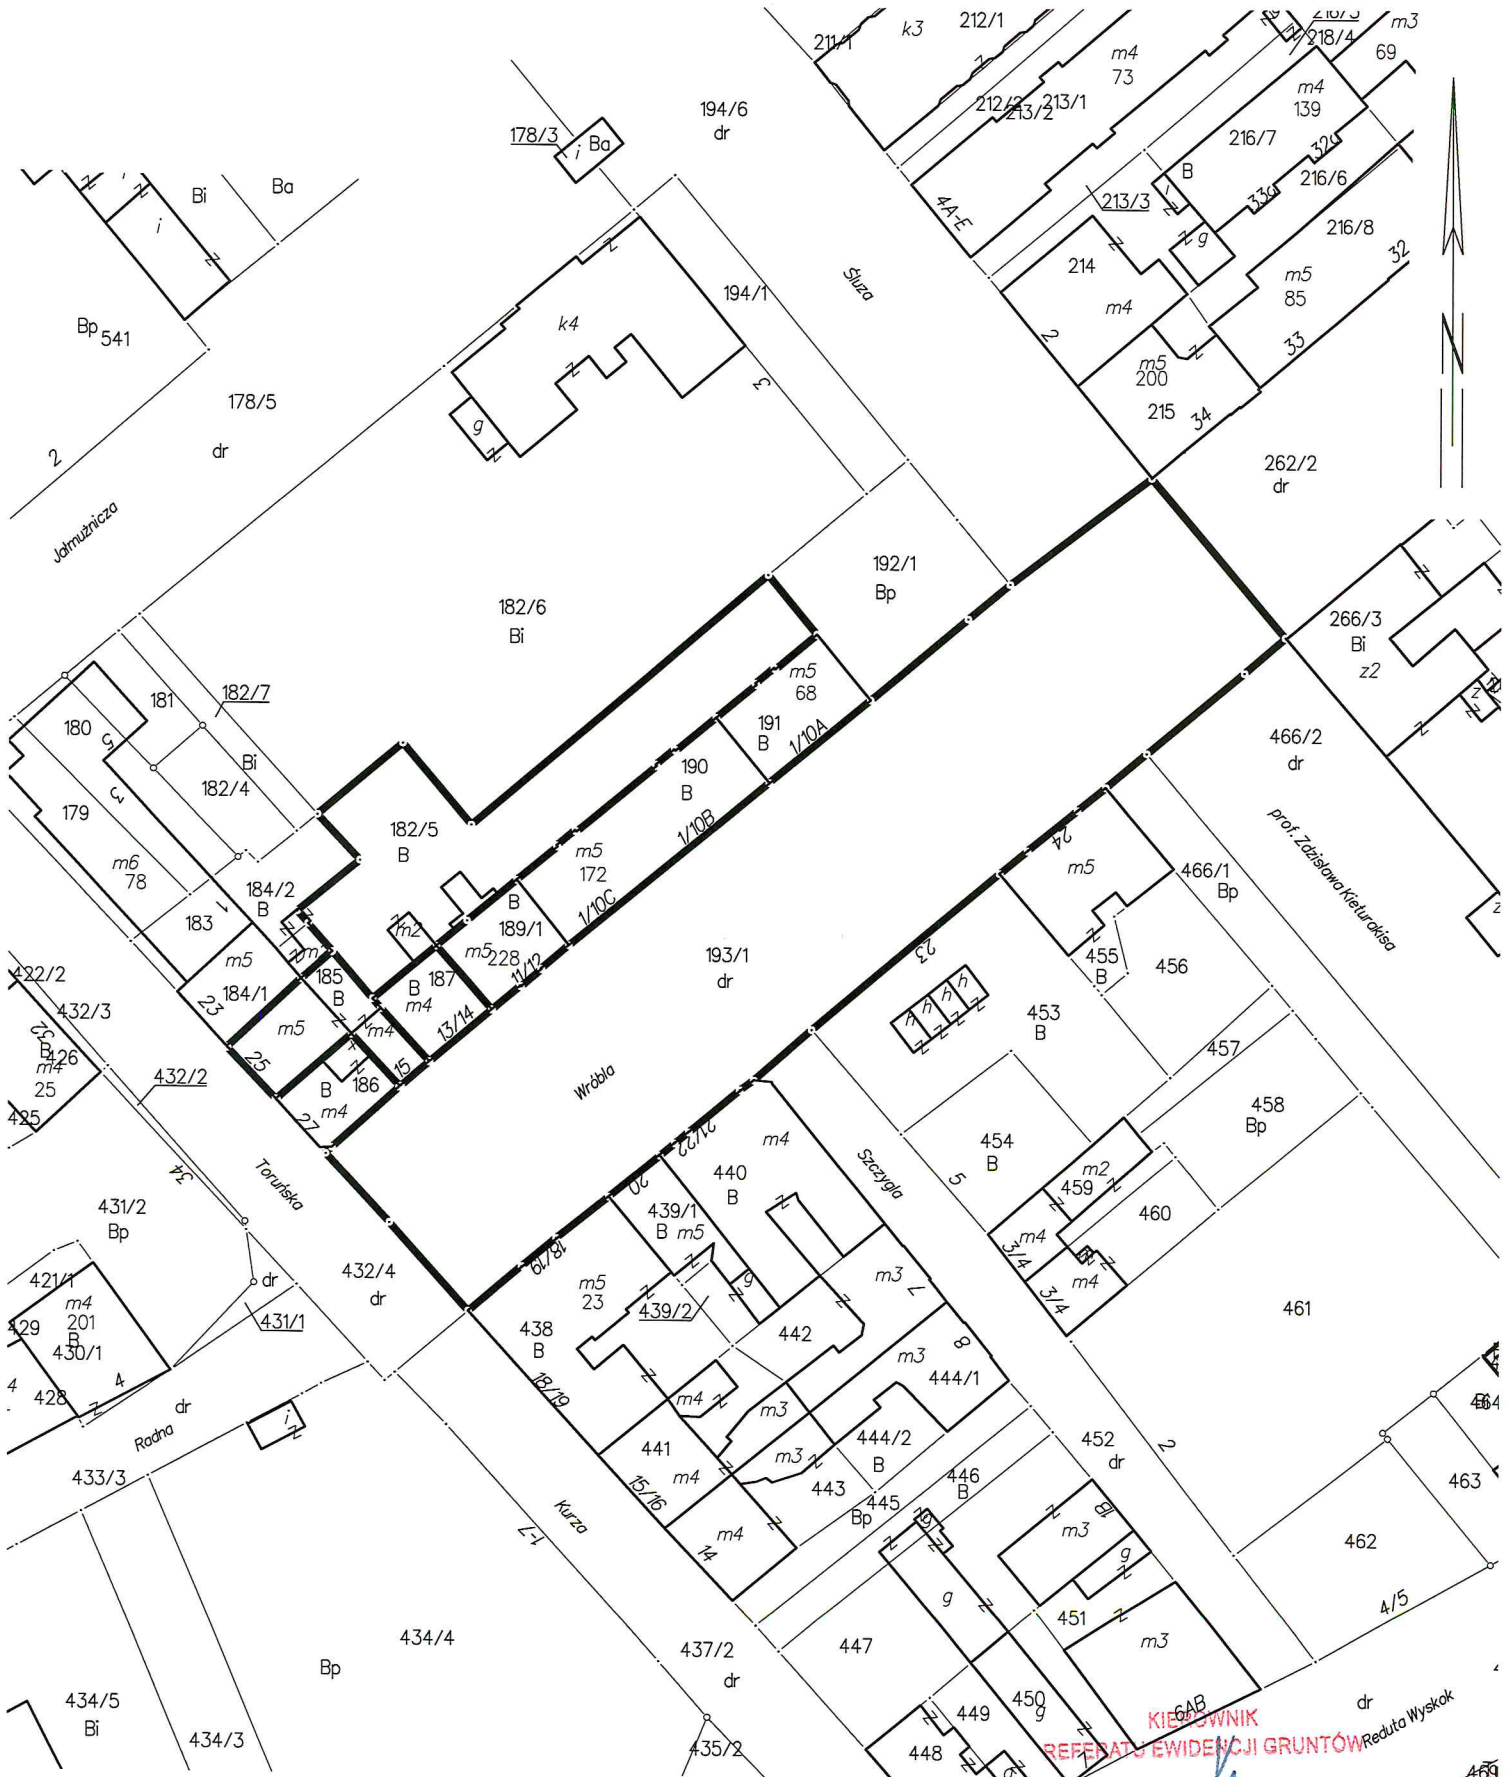 211/1
k3
212/1
m3
218/4
69
m4
73
194/6
dr
212/2
213/2
213/1
m4
139
178/3
i
Ba
216/7
32a
B
216/6
Bi
Ba
i
4A-E
213/3
33a
216/8
g
32
214
m5
85
Śluza
194/1
m4
k4
Bp
541
2
33
m5
200
3
178/5
215
34
g
dr
2
262/2
dr
Jałmużnicza
192/1
Bp
182/6
Bi
266/3
Bi
z2
m5
68
181
182/7
180
5
191
B
1/10A
466/2
dr
Bi
190
B
182/4
3
179
182/5
B
1/10B
prof. Zdzisława Kieturakisa
24
m5
172
m5
m6
78
466/1
Bp
184/2
B
B
1/10C
183
1
m2
189/1
m5
228
23
193/1
dr
455
B
456
422/2
m5
185
B
187
B
m4
11/12
184/1
23
432/3
32
m5
m4
13/14
453
B
B
426
m4
25
25
15
457
432/2
B
186
Wróbla
425
m4
27
458
Bp
21/22
m4
454
B
34
Toruńska
440
B
Szczygla
5
m2
459
20
431/2
Bp
439/1
B
m5
460
m4
3/4
18/19
432/4
dr
m5
23
g
m3
7
m4
3/4
421/1
dr
m4
201
B
439/2
461
429
431/1
438
B
442
430/1
m3
8
4
428
4
18/19
m4
444/1
dr
m3
Radna
i
441
m3
444/2
B
452
dr
2
464
433/3
m4
443
446
B
463
15/16
445
Bp
1-7
Kurza
m4
14
g
m3
1B
462
g
g
4/5
451
434/4
437/2
dr
447
m3
Bp
434/5
Bi
449
450
g
6AB
dr
Reduta Wyskok
434/3
435/2
448
KIEROWNIK
REFERATU EWIDENCJI GRUNTÓW
N